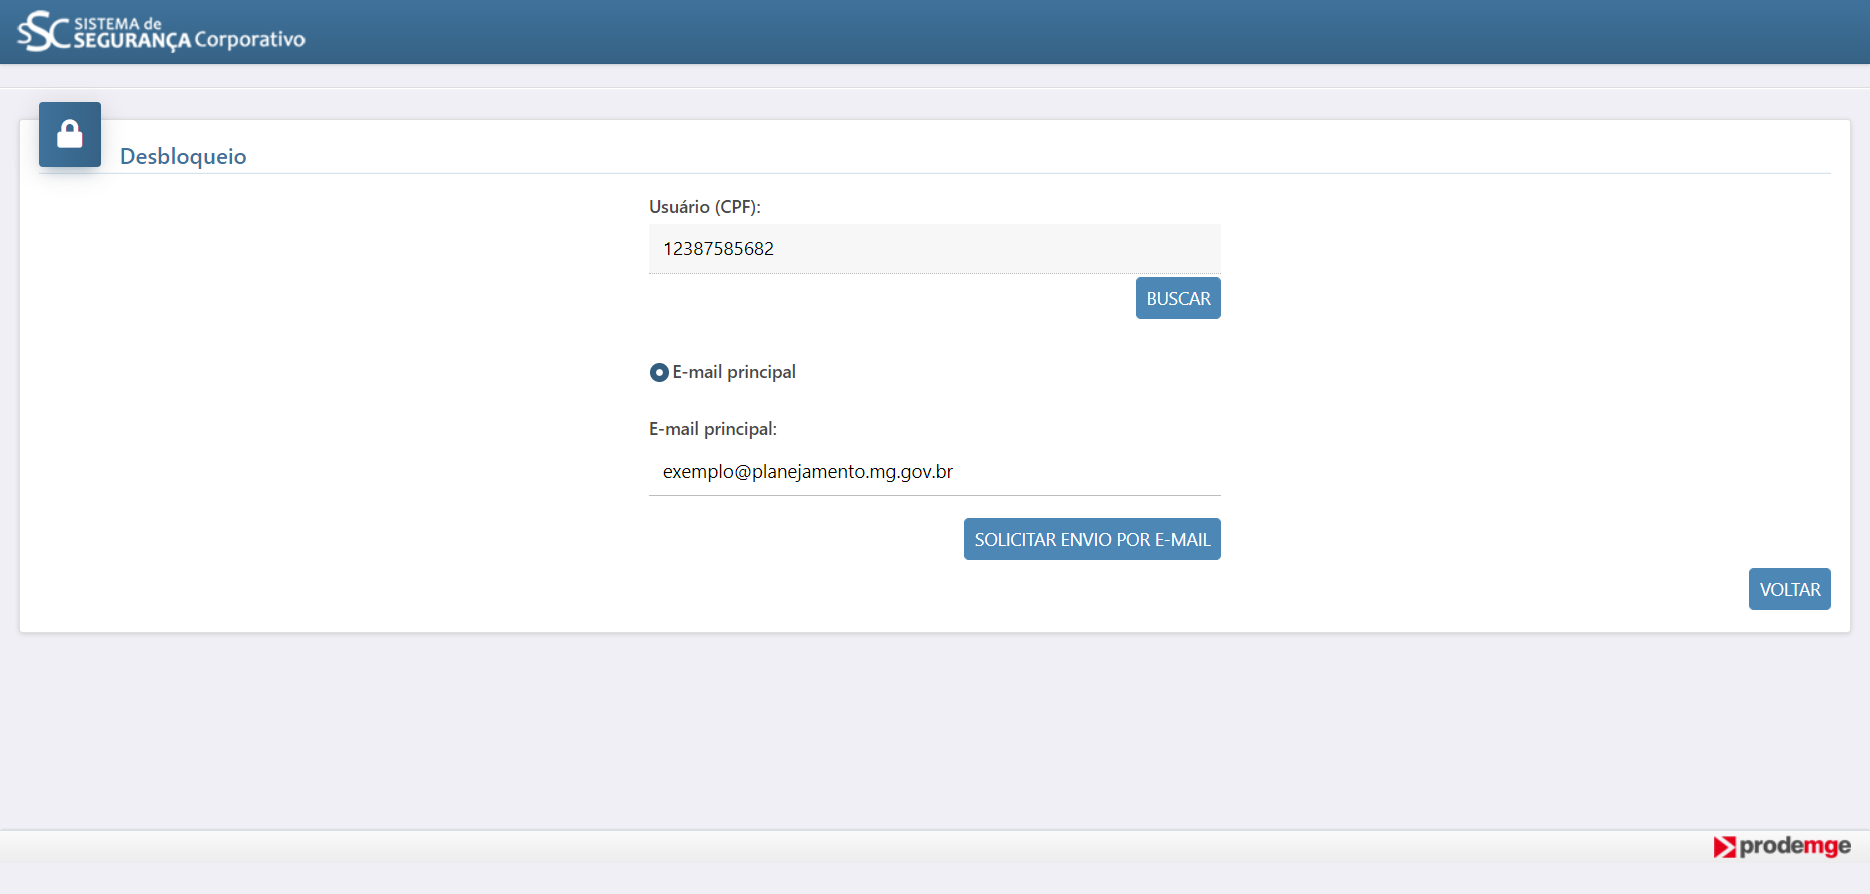 SSC SISTEMA de
SEGURANÇA Corporativo
Desbloqueio
Usuário (CPF):
12387585682
BUSCAR
E-mail principal
E-mail principal:
exemplo@planejamento.mg.gov.br
SOLICITAR ENVIO POR E-MAIL
VOLTAR
prodemge